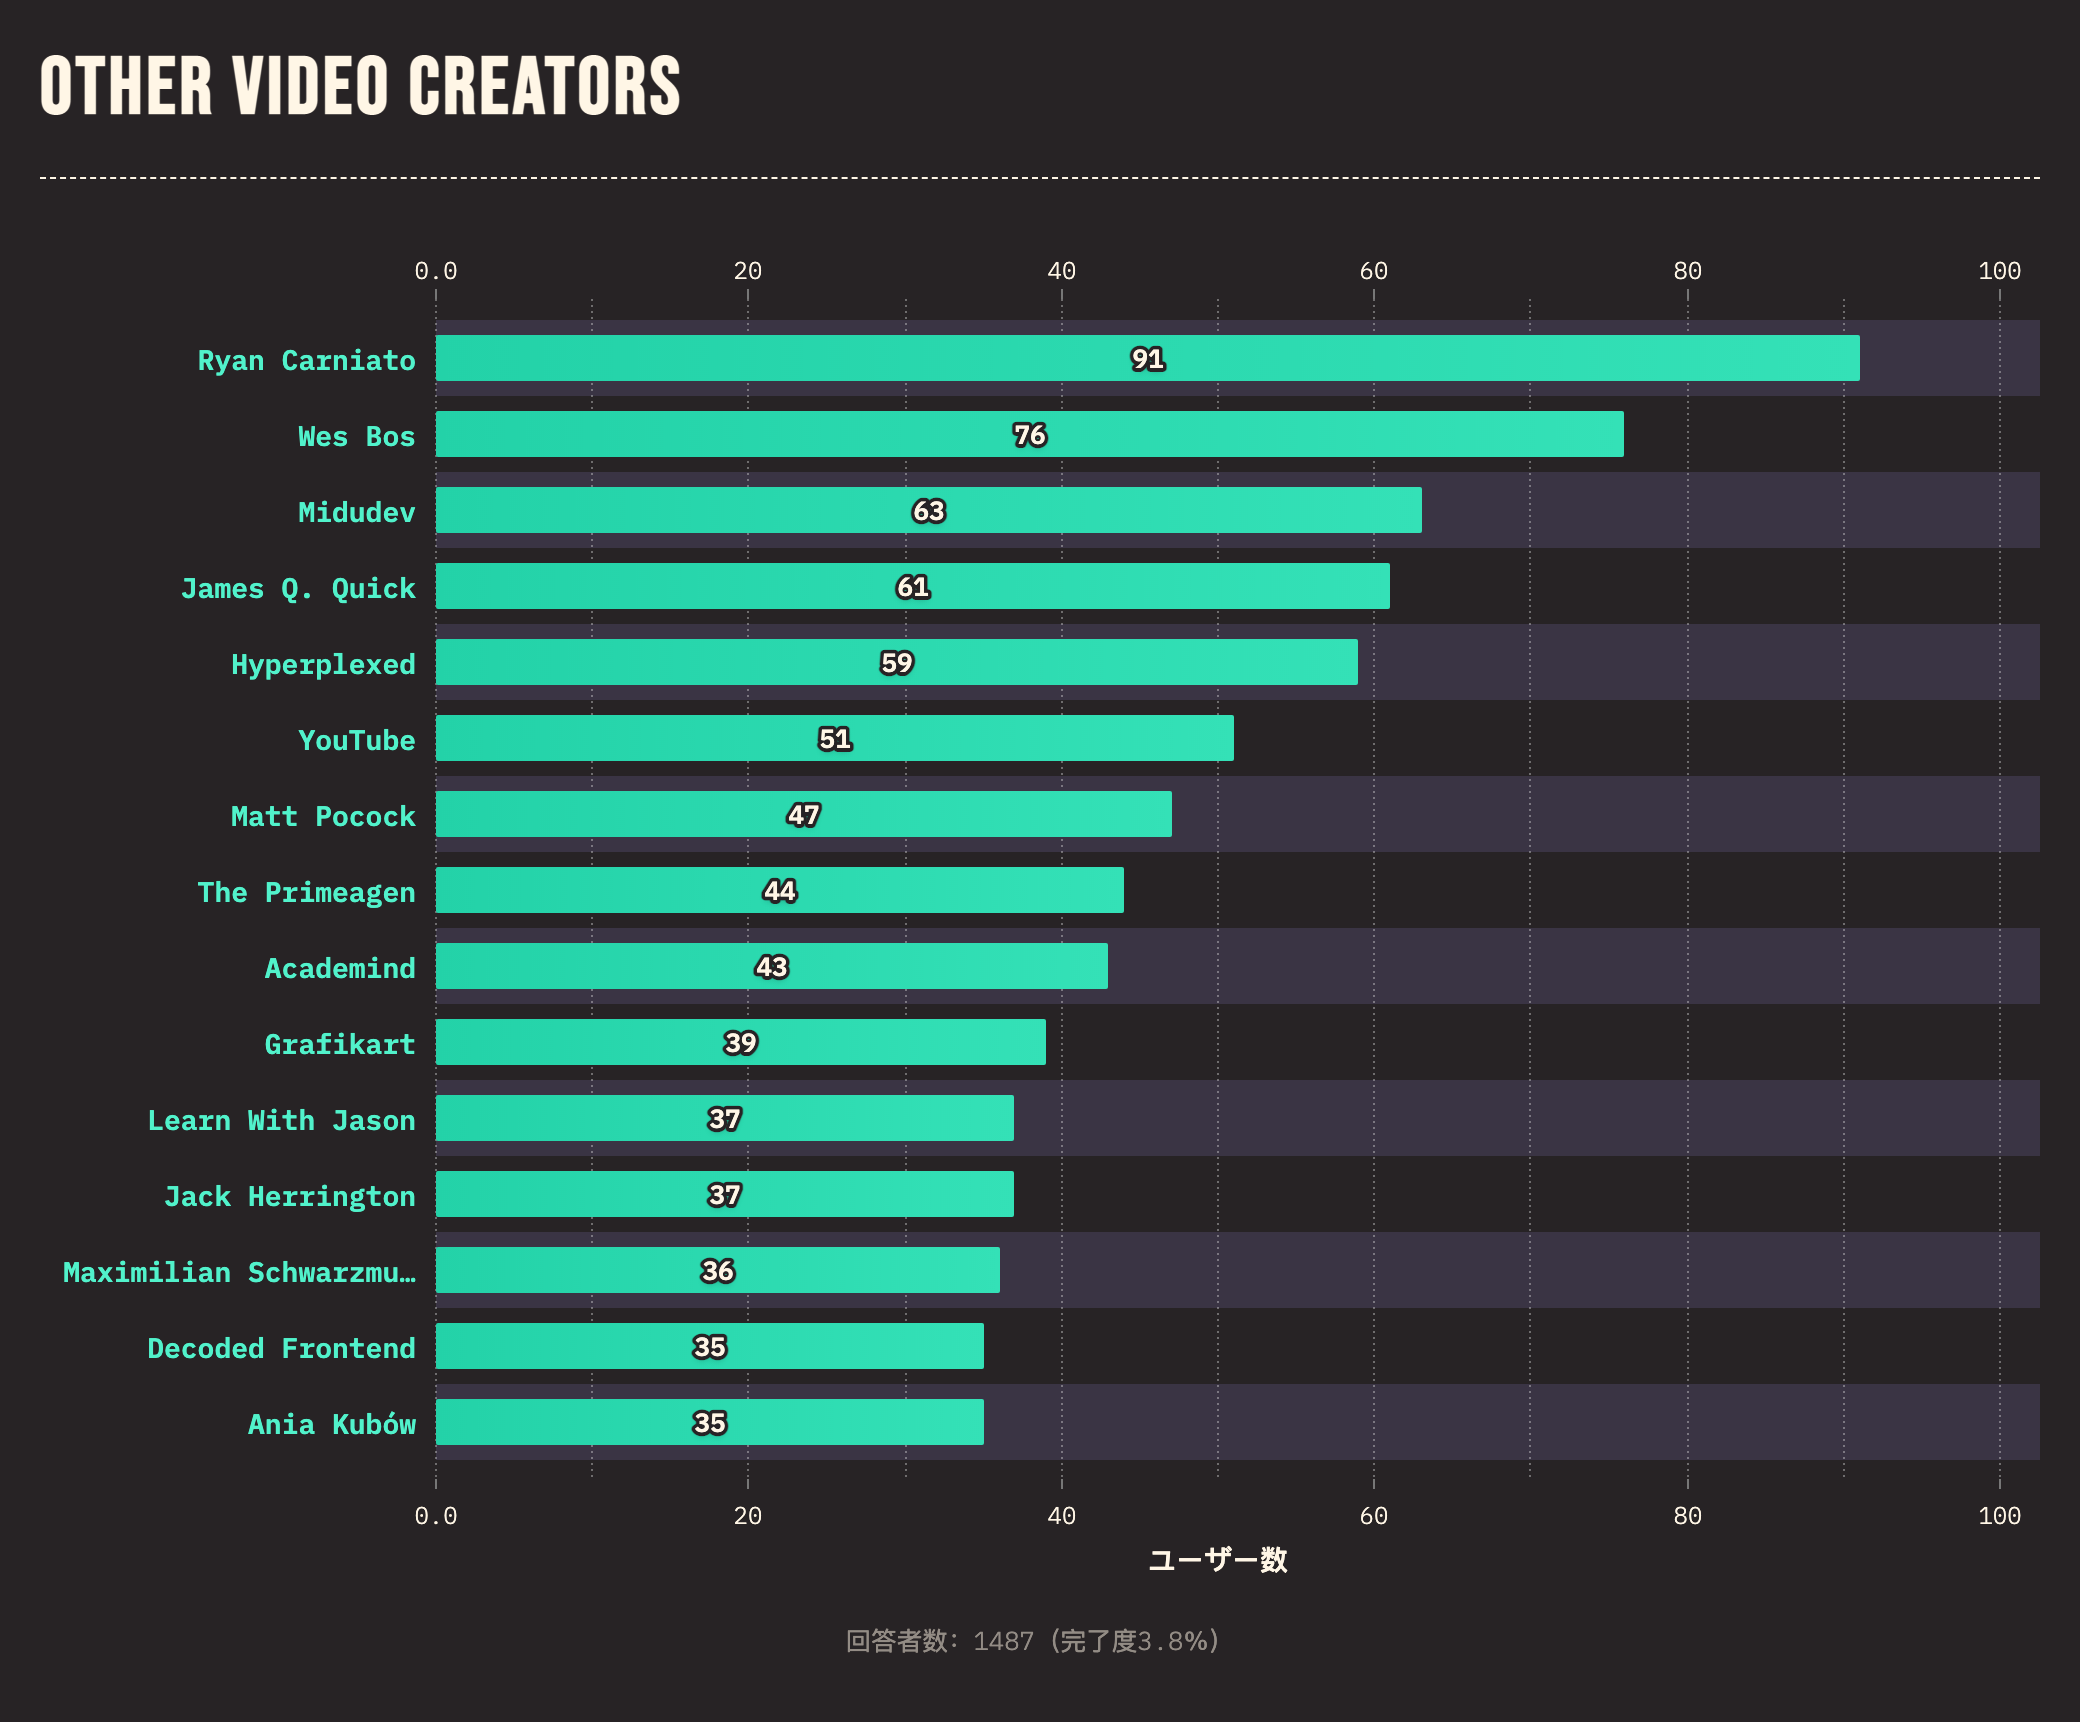 OTHER VIDEO CREATORS
0.0 20 40 60 80 100
Ryan Carniato 91
Wes Bos 76
Midudev 63
James Q. Quick 61
Hyperplexed 59
YouTube 51
Matt Pocock 47
The Primeagen 44
Academind 43
Grafikart 39
Learn With Jason 37
Jack Herrington 37
Maximilian Schwarzmu… 36
Decoded Frontend 35
Ania Kubów 35
0.0 20 40 60 80 100
ユーザー数
回答者数: 1487 (完了度3.8%)